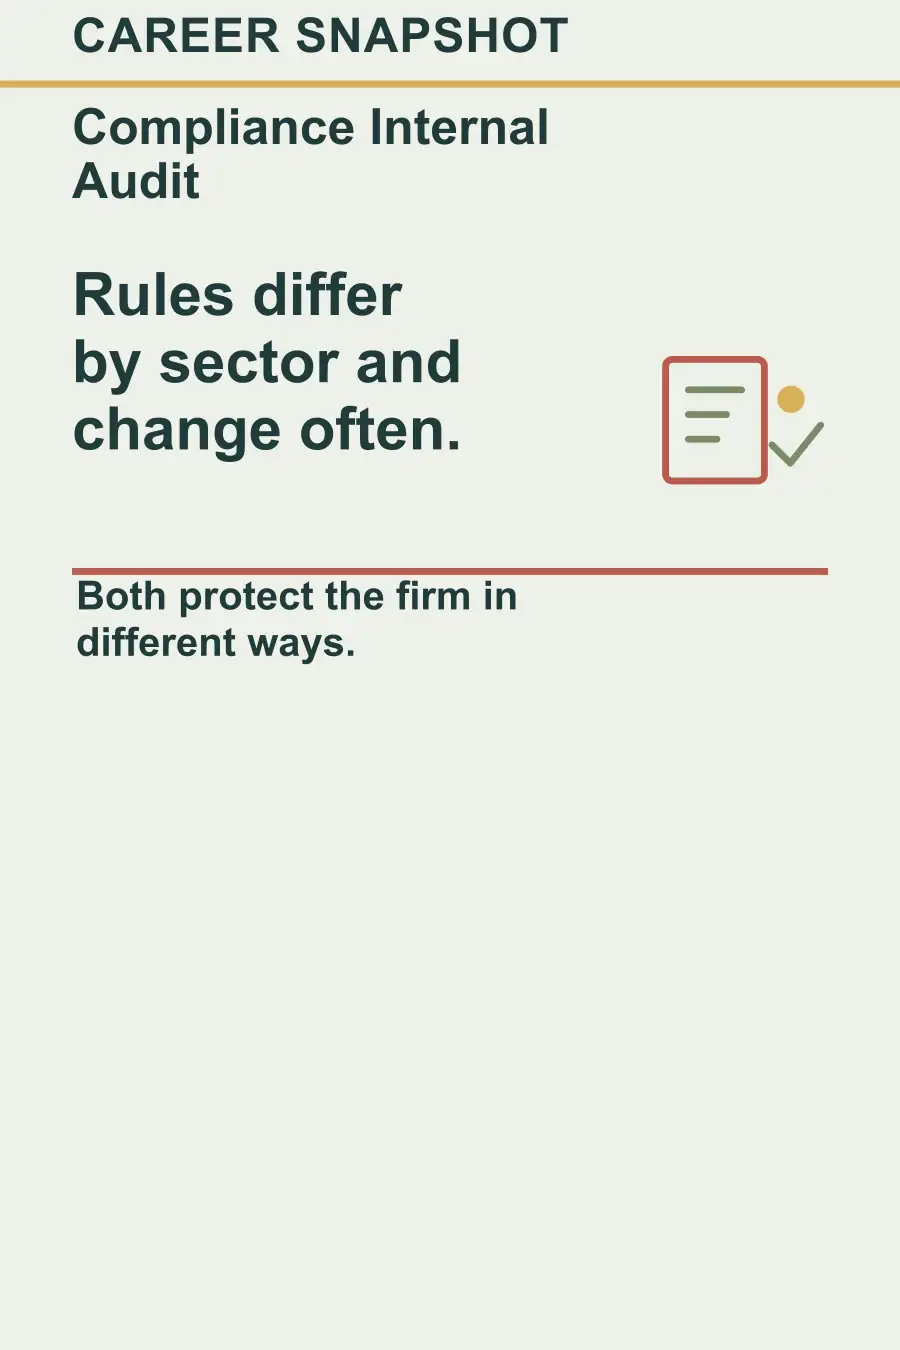 CAREER SNAPSHOT
Compliance Internal
Audit
Rules differ
by sector and
change often.
Both protect the firm in
different ways.